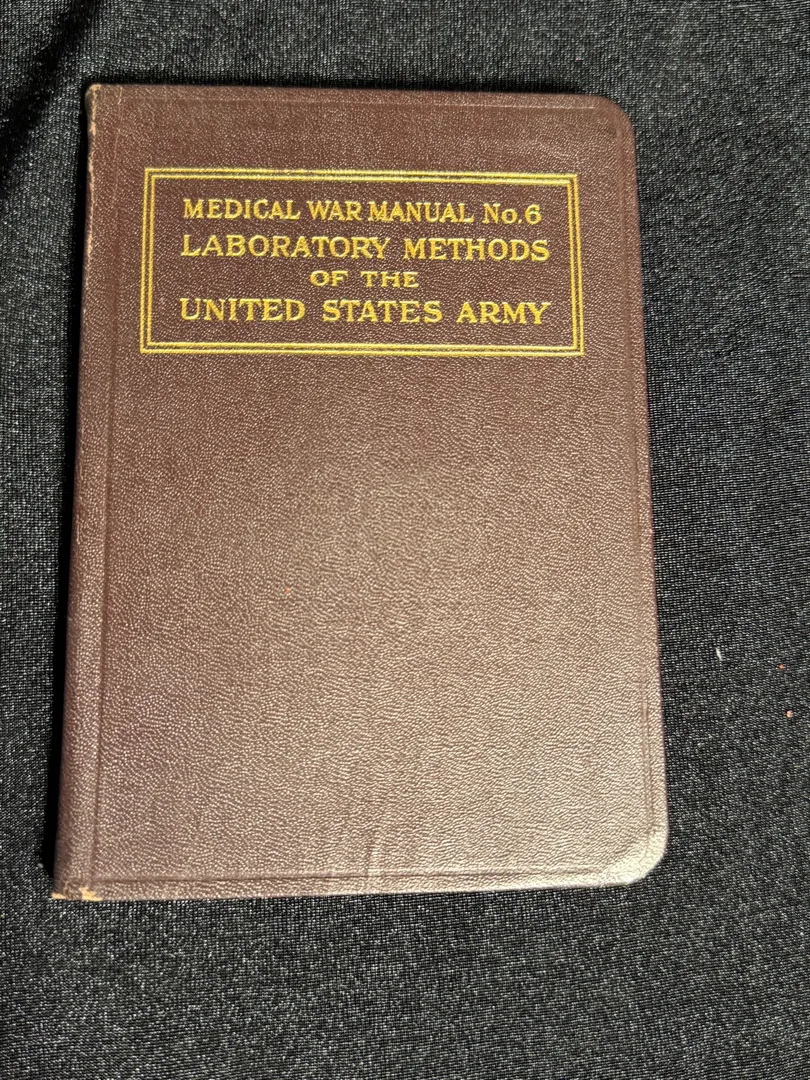 MEDICAL WAR MANUAL No. 6
LABORATORY METHODS
OF THE
UNITED STATES ARMY